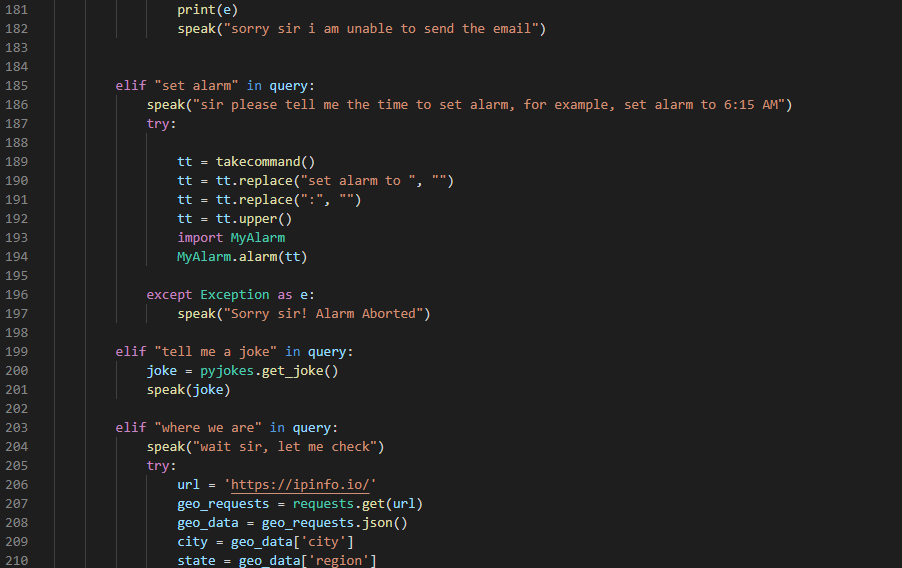 181 print(e)
182 speak("sorry sir i am unable to send the email")
183
184
185 elif "set alarm" in query:
186 speak("sir please tell me the time to set alarm, for example, set alarm to 6:15 AM")
187 try:
188
189 tt = takecommand()
190 tt = tt.replace("set alarm to ", "")
191 tt = tt.replace(":", "")
192 tt = tt.upper()
193 import MyAlarm
194 MyAlarm.alarm(tt)
195
196 except Exception as e:
197 speak("Sorry sir! Alarm Aborted")
198
199 elif "tell me a joke" in query:
200 joke = pyjokes.get_joke()
201 speak(joke)
202
203 elif "where we are" in query:
204 speak("wait sir, let me check")
205 try:
206 url = 'https://ipinfo.io/'
207 geo_requests = requests.get(url)
208 geo_data = geo_requests.json()
209 city = geo_data['city']
210 state = geo_data['region']